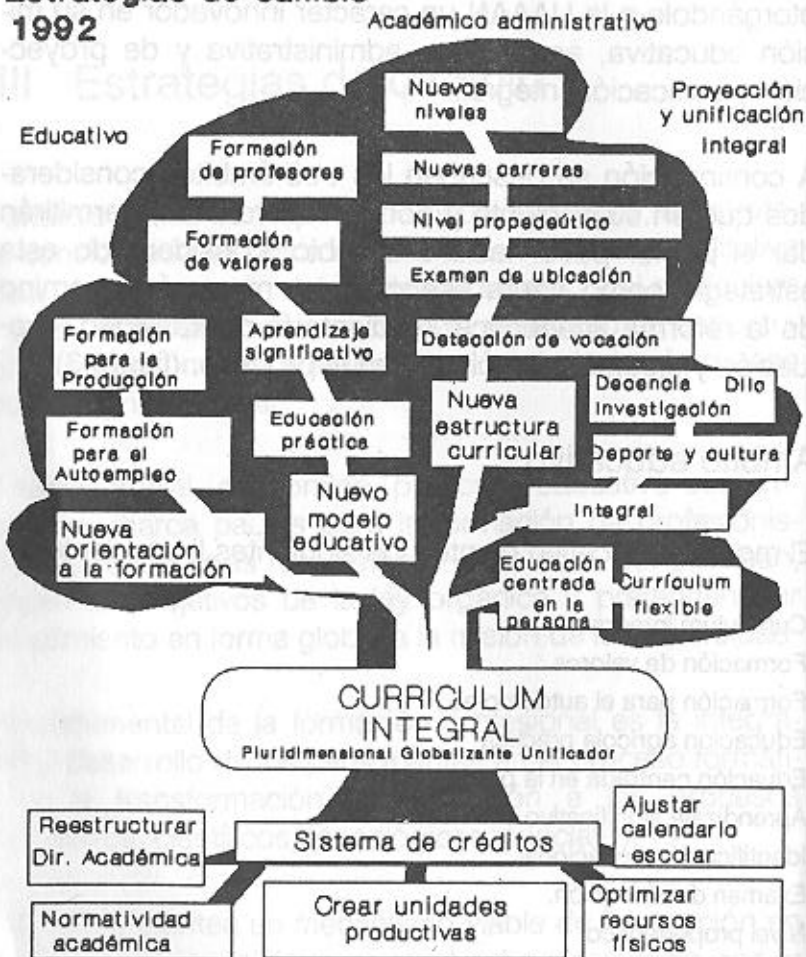 1992
Académico administrativo
Educativo
Proyección
y unificación
Integral
Nuevos
niveles
Formación
de profesores
Nuevas carreras
Nivel propedéutico
Formación
de valores
Examen de ubicación
Formación
para la
Producción
Aprendizaje
significativo
Detección de vocación
Docencia Dilo
Investigación
Nueva
estructura
curricular
Educación
práctica
Formación
para el
Autoempleo
Deporte y cultura
Nuevo
modelo
educativo
Integral
Nueva
orientación
a la formación
Educación
centrada
en la
persona
Currículum
flexible
CURRICULUM
INTEGRAL
Pluridimensional Globalizante Unificador
Reestructurar
Dir. Académica
Sistema de créditos
Ajustar
calendario
escolar
Normatividad
académica
Crear unidades
productivas
Optimizar
recursos
físicos